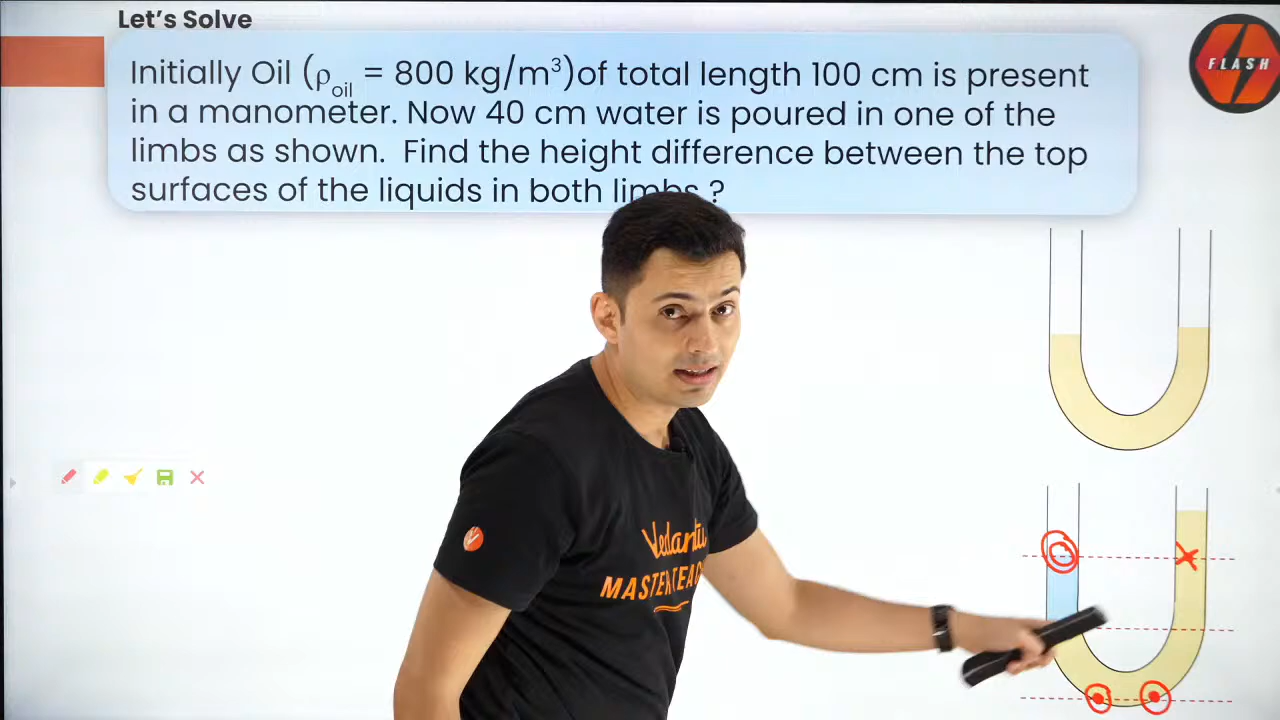 Let's Solve
Initially Oil (ρoil = 800 kg/m³)of total length 100 cm is present
in a manometer. Now 40 cm water is poured in one of the
limbs as shown. Find the height difference between the top
surfaces of the liquids in both limbs ?
FLASH
Vedantu
MASTER TEAC